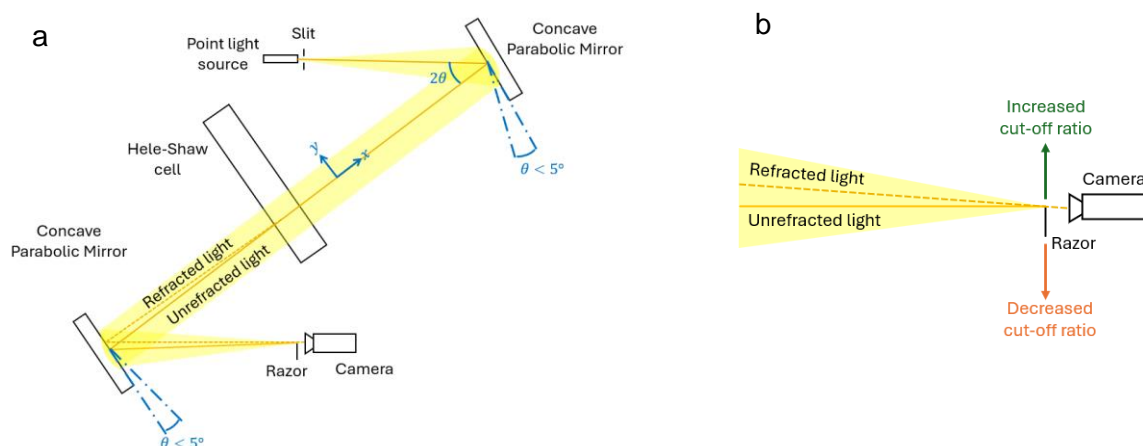 a
Point light
source
Slit
Concave
Parabolic Mirror
2θ
θ < 5°
Hele-Shaw
cell
y
x
Concave
Parabolic Mirror
Refracted light
Unrefracted light
Razor
Camera
θ < 5°
b
Increased
cut-off ratio
Refracted light
Camera
Unrefracted light
Razor
Decreased
cut-off ratio